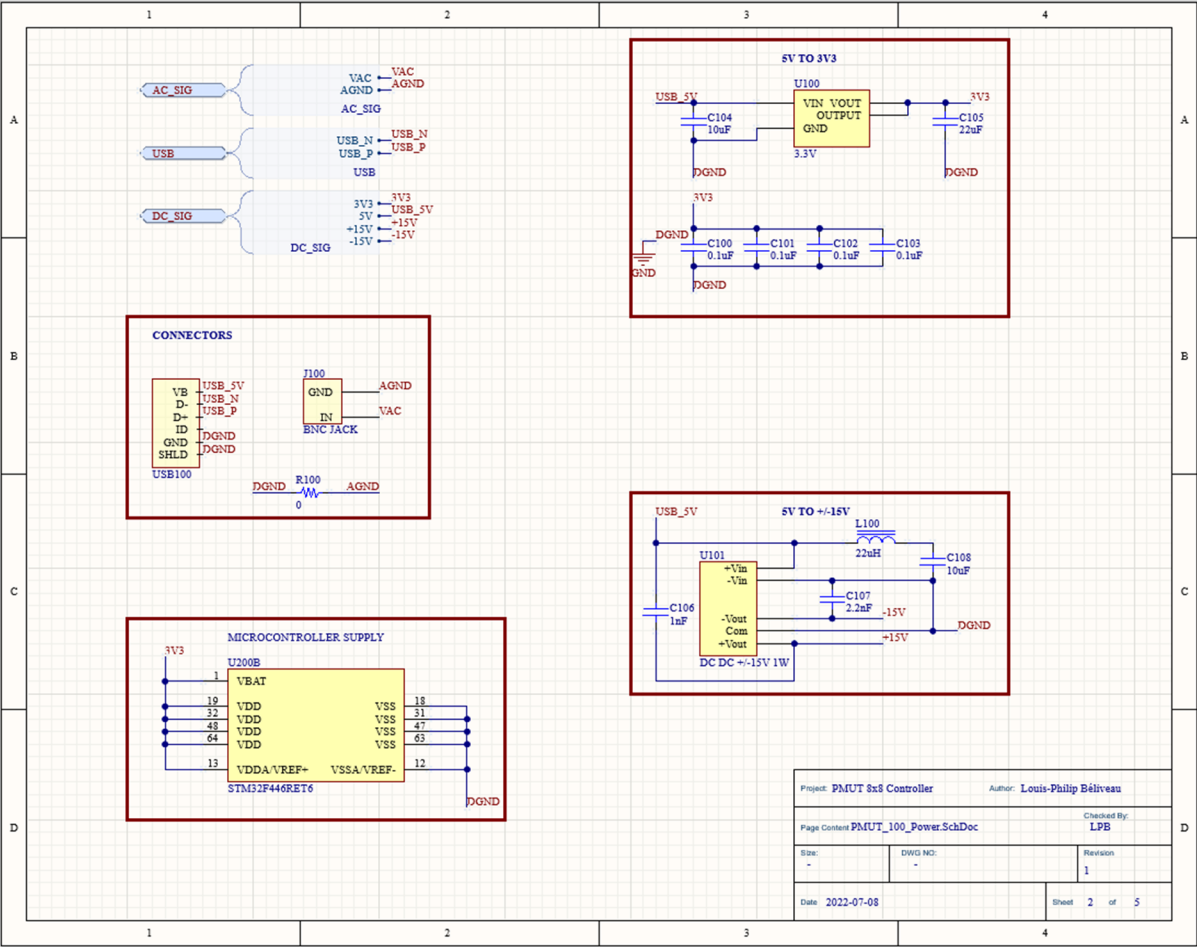 1 2 3 4
A
B
C
D
A
B
C
D
AC_SIG
VAC VAC
AGND AGND
AC_SIG
USB
USB_N USB_N
USB_P USB_P
USB
DC_SIG
3V3 3V3
5V USB_5V
+15V +15V
-15V -15V
DC_SIG
5V TO 3V3
U100
USB_5V
VIN VOUT
OUTPUT
GND
3.3V
3V3
C104
10uF
C105
22uF
DGND
DGND
3V3
DGND
GND
C100
0.1uF
C101
0.1uF
C102
0.1uF
C103
0.1uF
DGND
CONNECTORS
VB USB_5V
D- USB_N
D+ USB_P
ID
GND DGND
SHLD DGND
USB100
J100
GND AGND
IN VAC
BNC JACK
R100
DGND AGND
0
5V TO +/-15V
USB_5V
L100
22uH
U101
+Vin
-Vin
-Vout
Com
+Vout
DC DC +/-15V 1W
C106
1nF
C107
2.2nF
C108
10uF
-15V
DGND
+15V
MICROCONTROLLER SUPPLY
3V3
U200B
1 VBAT
19 VDD VSS 18
32 VDD VSS 31
48 VDD VSS 47
64 VDD VSS 63
13 VDDA/VREF+ VSSA/VREF- 12
STM32F446RET6
DGND
Project: PMUT 8x8 Controller Author: Louis-Philip Béliveau
Page Content PMUT_100_Power.SchDoc
Checked By:
LPB
Size:
-
DWG NO:
-
Revision
1
Date 2022-07-08
Sheet 2 of 5
1 2 3 4